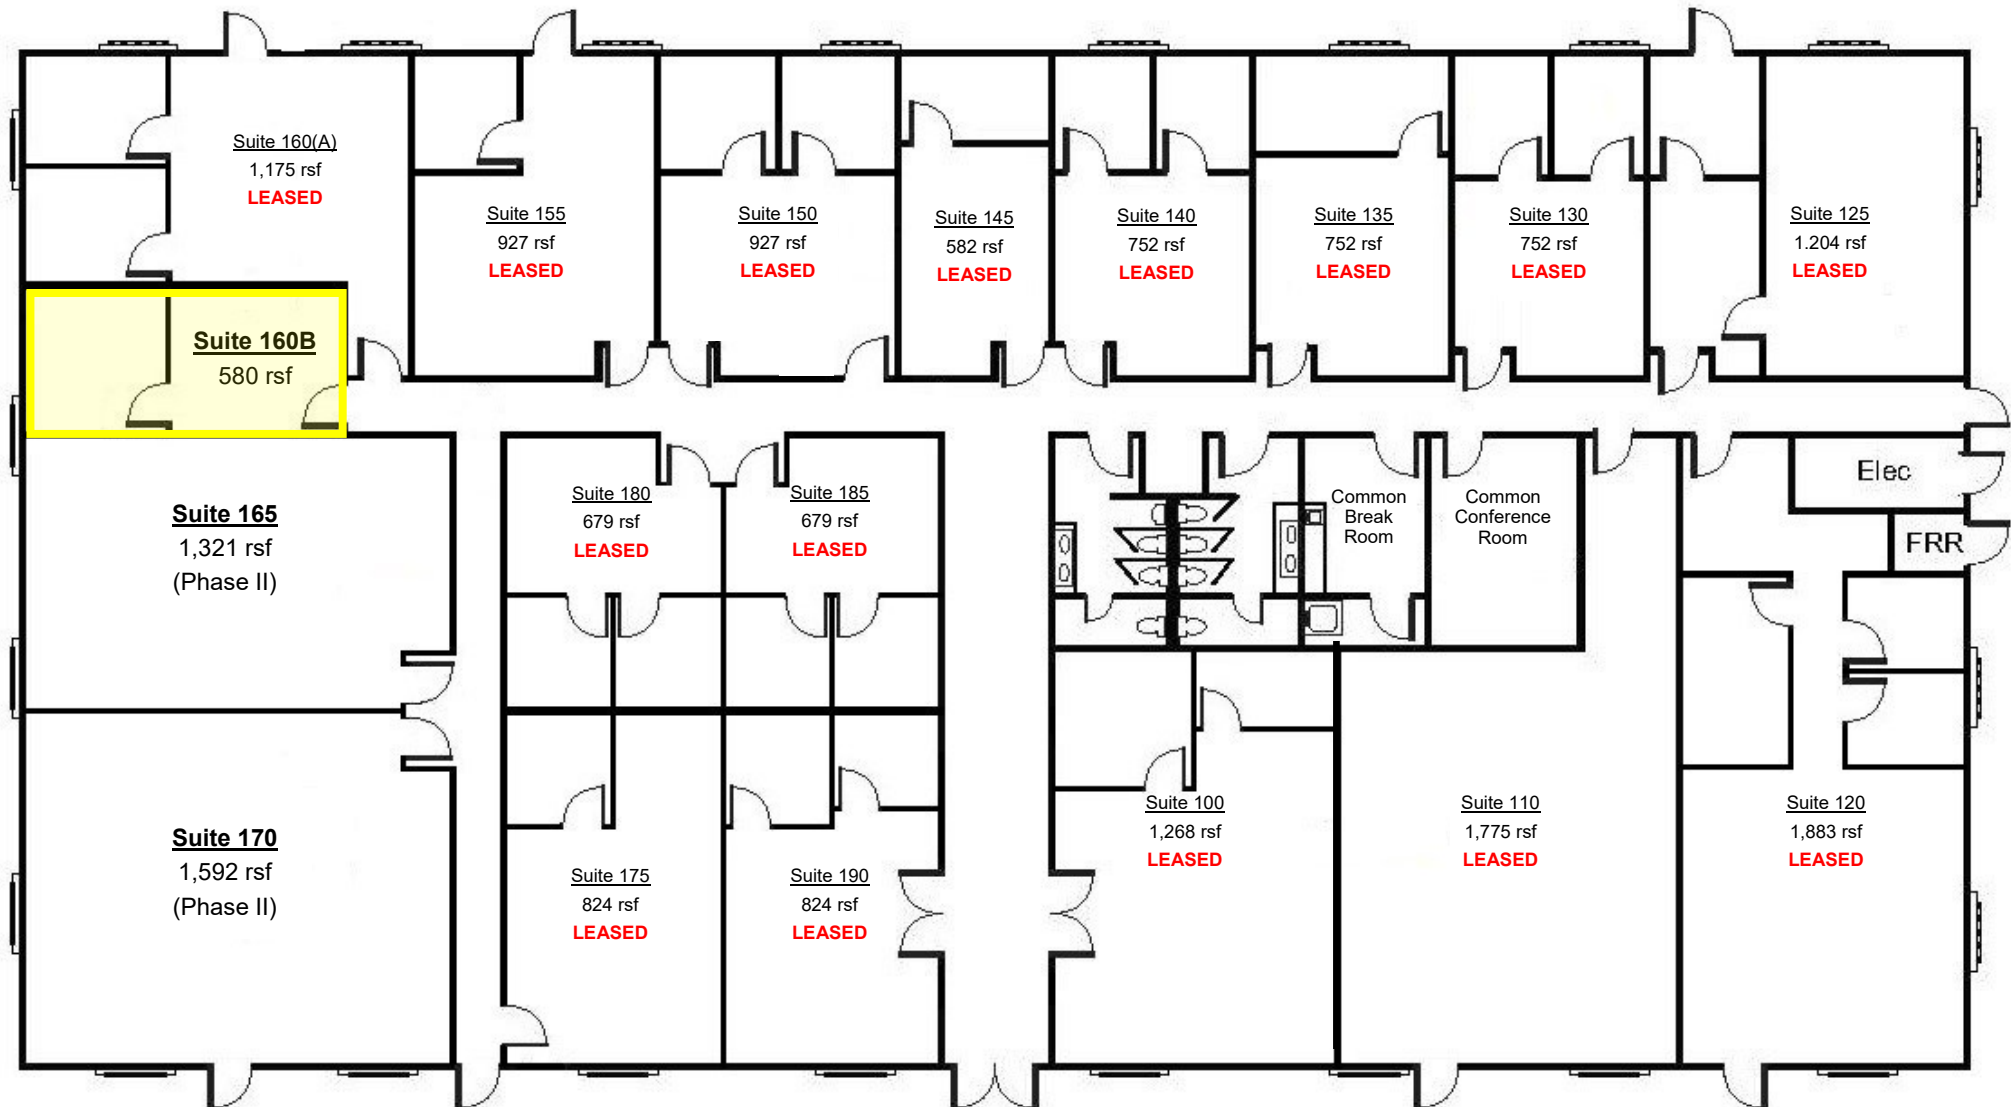 Suite 160(A)
1,175 rsf
LEASED
Suite 155
927 rsf
LEASED
Suite 150
927 rsf
LEASED
Suite 145
582 rsf
LEASED
Suite 140
752 rsf
LEASED
Suite 135
752 rsf
LEASED
Suite 130
752 rsf
LEASED
Suite 125
1.204 rsf
LEASED
Suite 160B
580 rsf
Suite 165
1,321 rsf
(Phase II)
Suite 180
679 rsf
LEASED
Suite 185
679 rsf
LEASED
Common
Break
Room
Common
Conference
Room
Elec
FRR
Suite 170
1,592 rsf
(Phase II)
Suite 175
824 rsf
LEASED
Suite 190
824 rsf
LEASED
Suite 100
1,268 rsf
LEASED
Suite 110
1,775 rsf
LEASED
Suite 120
1,883 rsf
LEASED